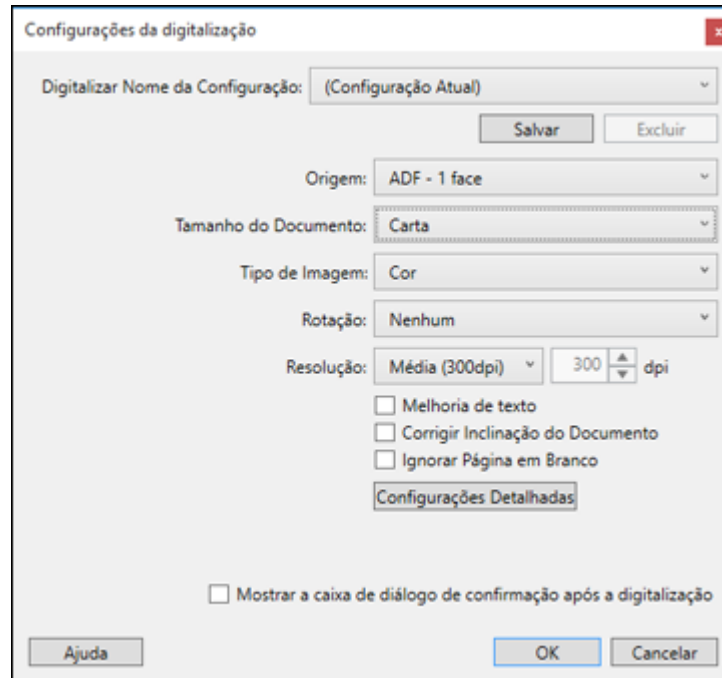 Configurações da digitalização
x
Digitalizar Nome da Configuração: (Configuração Atual)
Salvar Excluir
Origem: ADF - 1 face
Tamanho do Documento: Carta
Tipo de Imagem: Cor
Rotação: Nenhum
Resolução: Média (300dpi) 300 dpi
Melhoria de texto
Corrigir Inclinação do Documento
Ignorar Página em Branco
Configurações Detalhadas
Mostrar a caixa de diálogo de confirmação após a digitalização
Ajuda OK Cancelar